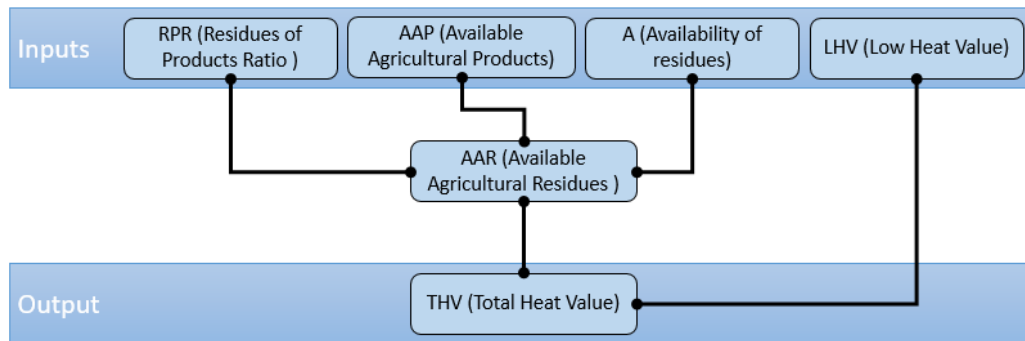 Inputs
RPR (Residues of
Products Ratio )
AAP (Available
Agricultural Products)
A (Availability of
residues)
LHV (Low Heat Value)
AAR (Available
Agricultural Residues )
Output
THV (Total Heat Value)